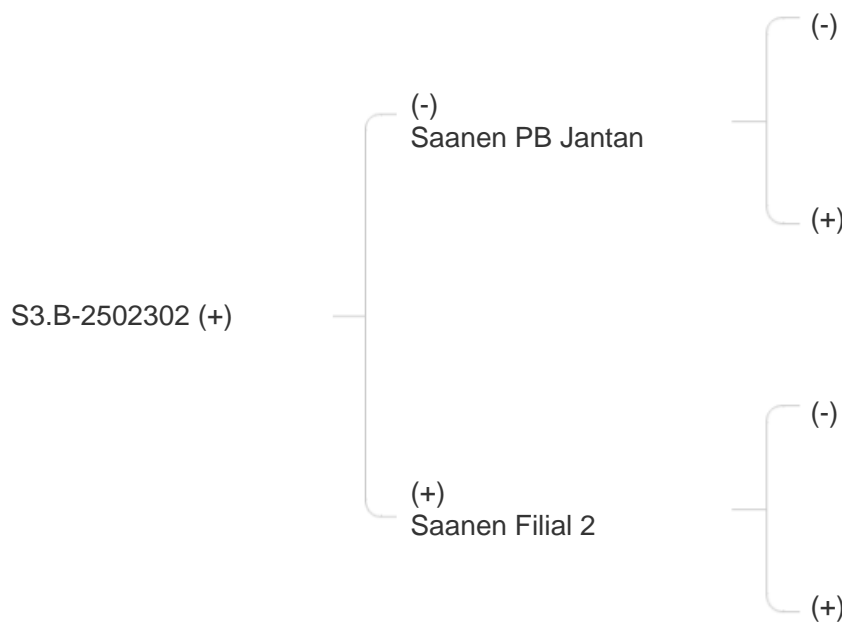 (-)
(-)
Saanen PB Jantan
(+)
S3.B-2502302 (+)
(-)
(+)
Saanen Filial 2
(+)